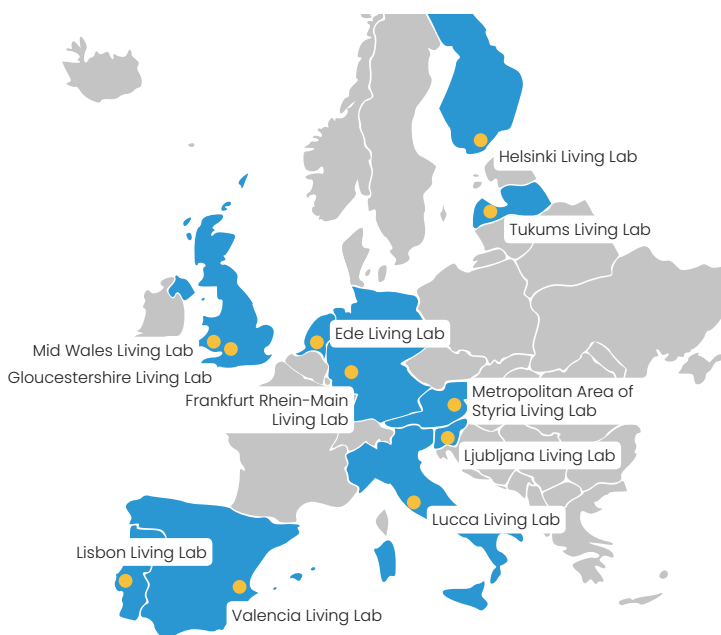 Helsinki Living Lab
Tukums Living Lab
Ede Living Lab
Mid Wales Living Lab
Gloucestershire Living Lab
Frankfurt Rhein-Main
Living Lab
Metropolitan Area of
Styria Living Lab
Ljubljana Living Lab
Lucca Living Lab
Lisbon Living Lab
Valencia Living Lab